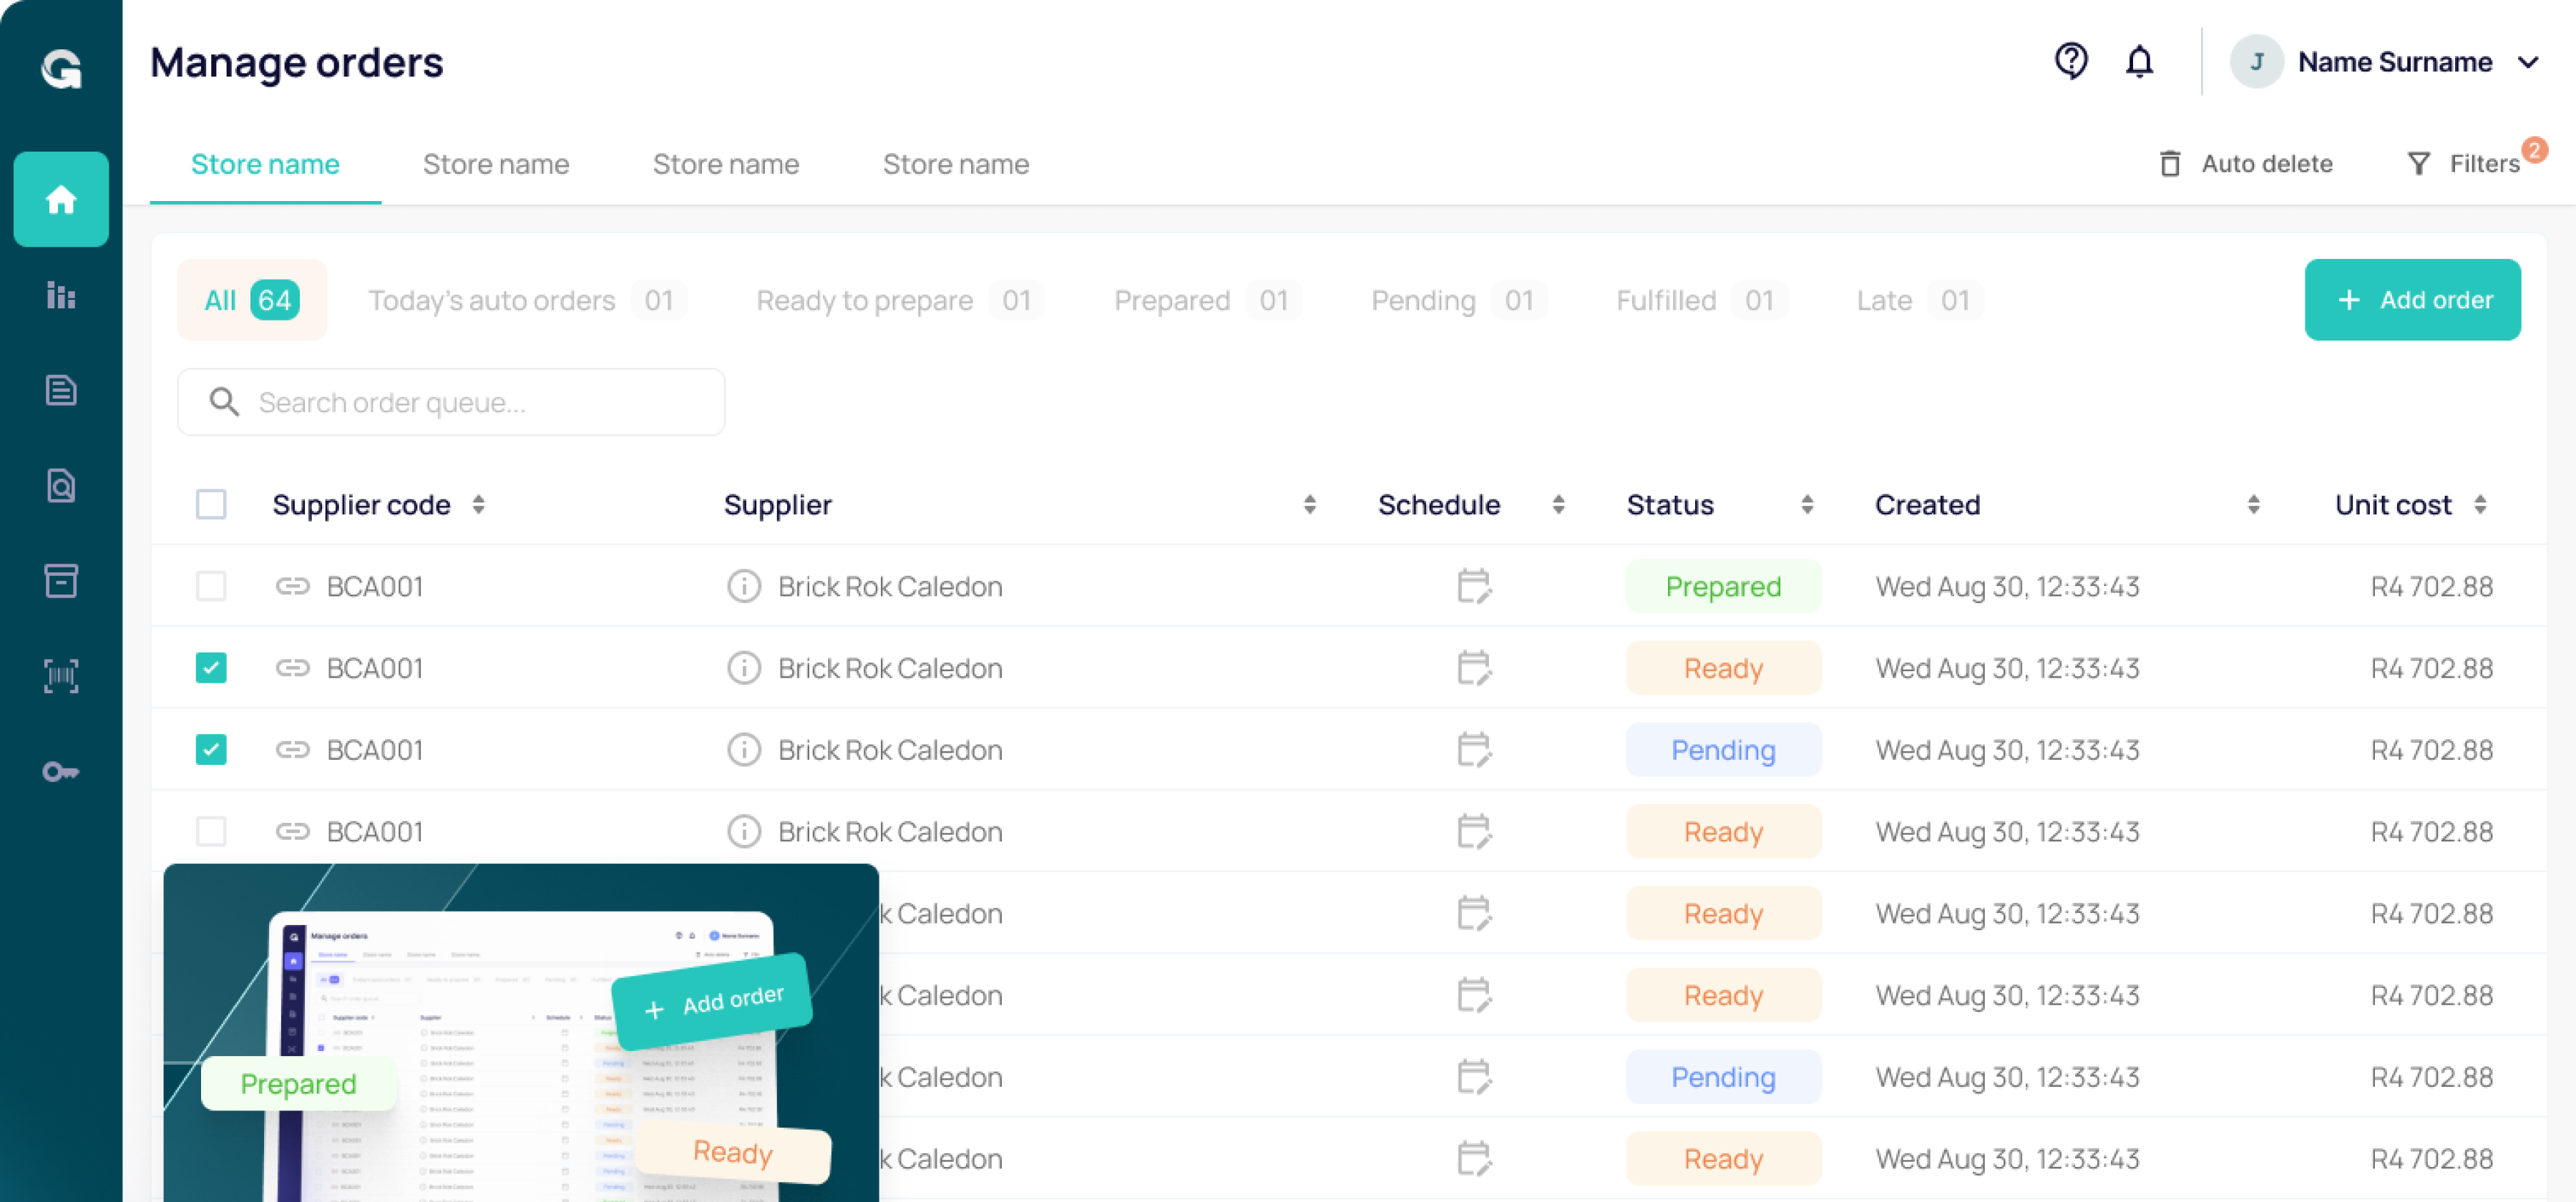 Manage orders
J Name Surname
Store name Store name Store name Store name Auto delete Filters 2
All 64 Today's auto orders 01 Ready to prepare 01 Prepared 01 Pending 01 Fulfilled 01 Late 01 + Add order
Search order queue...
Supplier code Supplier Schedule Status Created Unit cost
BCA001 Brick Rok Caledon Prepared Wed Aug 30, 12:33:43 R4 702.88
BCA001 Brick Rok Caledon Ready Wed Aug 30, 12:33:43 R4 702.88
BCA001 Brick Rok Caledon Pending Wed Aug 30, 12:33:43 R4 702.88
BCA001 Brick Rok Caledon Ready Wed Aug 30, 12:33:43 R4 702.88
k Caledon Ready Wed Aug 30, 12:33:43 R4 702.88
k Caledon Ready Wed Aug 30, 12:33:43 R4 702.88
k Caledon Pending Wed Aug 30, 12:33:43 R4 702.88
k Caledon Ready Wed Aug 30, 12:33:43 R4 702.88
Manage orders
+ Add order
Prepared
Ready